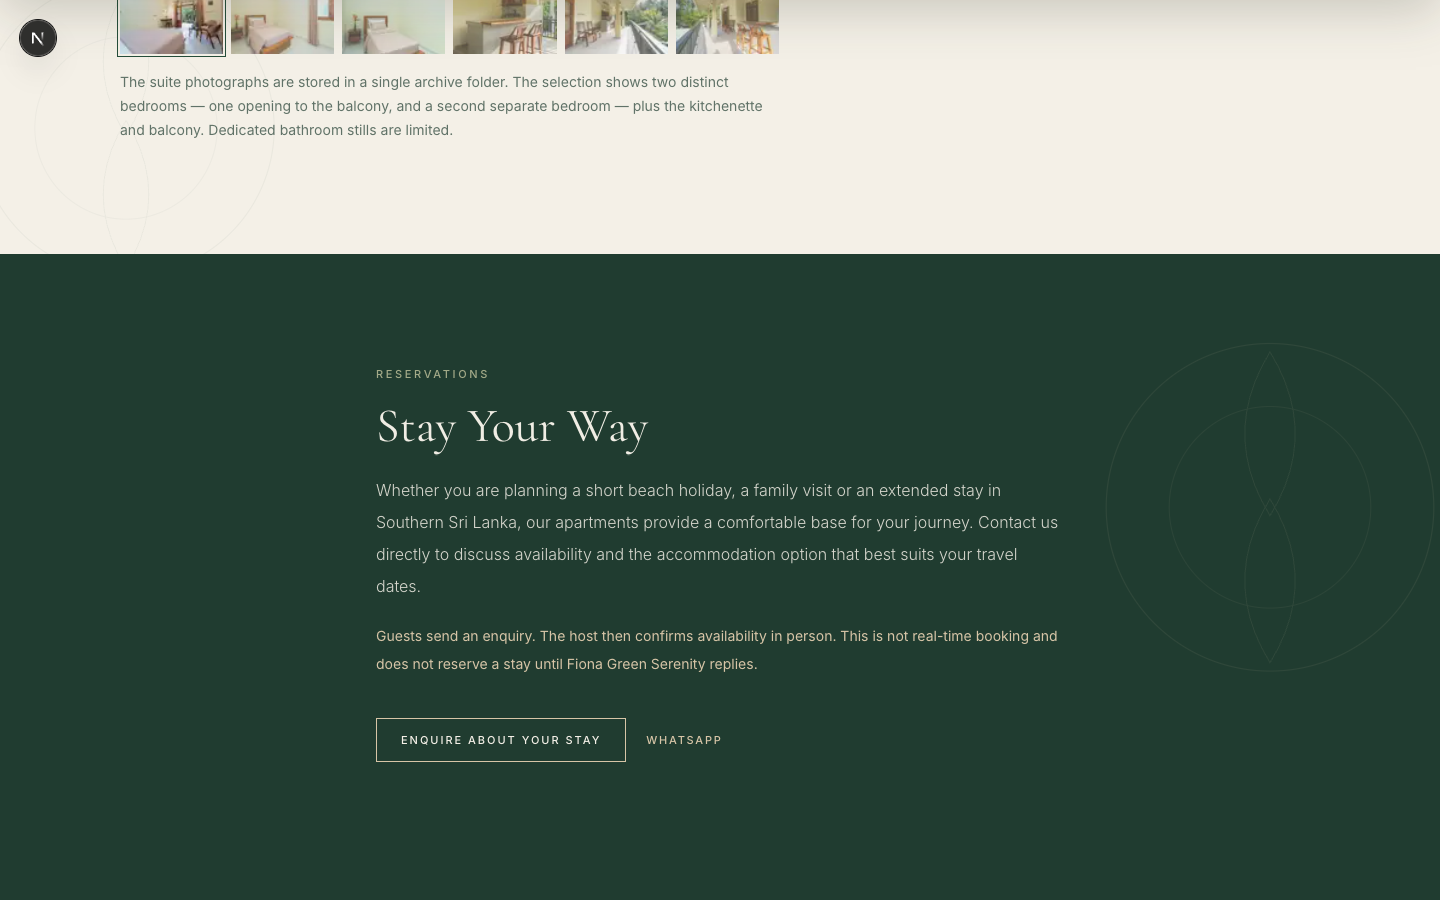 N
The suite photographs are stored in a single archive folder. The selection shows two distinct
bedrooms — one opening to the balcony, and a second separate bedroom — plus the kitchenette
and balcony. Dedicated bathroom stills are limited.
RESERVATIONS
Stay Your Way
Whether you are planning a short beach holiday, a family visit or an extended stay in
Southern Sri Lanka, our apartments provide a comfortable base for your journey. Contact us
directly to discuss availability and the accommodation option that best suits your travel
dates.
Guests send an enquiry. The host then confirms availability in person. This is not real-time booking and
does not reserve a stay until Fiona Green Serenity replies.
ENQUIRE ABOUT YOUR STAY
WHATSAPP